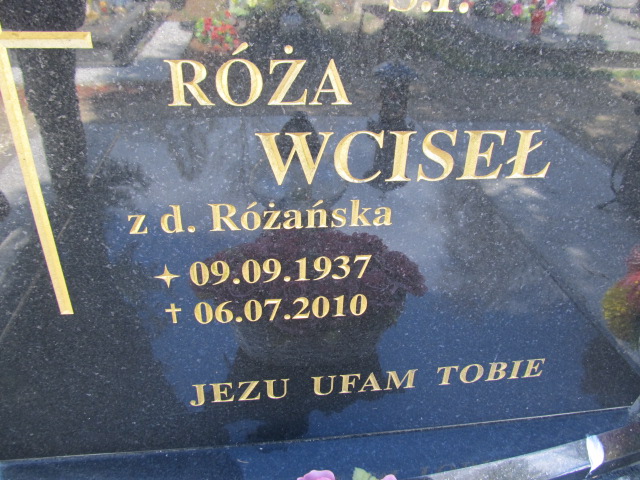 Ś.P.
RÓŻA
WCISEŁ
z d. Różańska
09.09.1937
† 06.07.2010
JEZU UFAM TOBIE